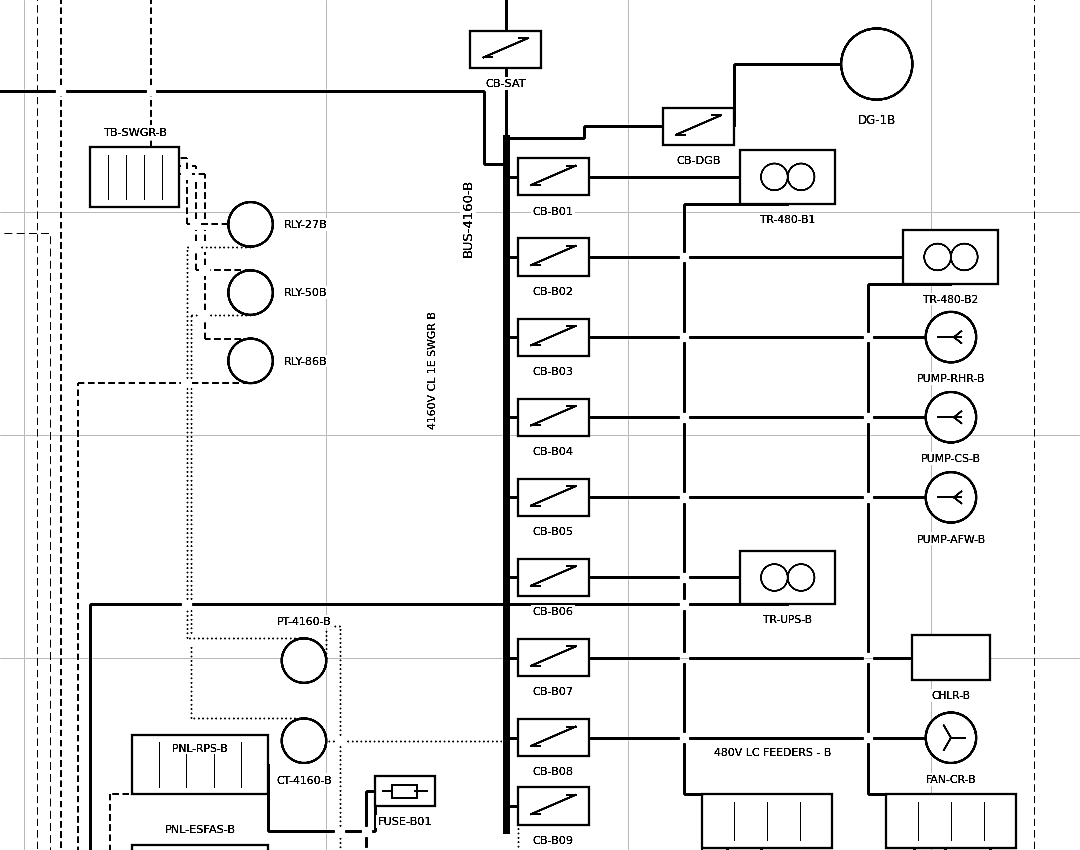 CB-SAT
DG-1B
TB-SWGR-B
CB-DGB
BUS-4160-B
CB-B01
TR-480-B1
RLY-27B
CB-B02
TR-480-B2
RLY-50B
4160V CL 1E SWGR B
RLY-86B
CB-B03
PUMP-RHR-B
CB-B04
PUMP-CS-B
CB-B05
PUMP-AFW-B
CB-B06
PT-4160-B
TR-UPS-B
CB-B07
CHLR-B
PNL-RPS-B
480V LC FEEDERS - B
CB-B08
CT-4160-B
FAN-CR-B
FUSE-B01
PNL-ESFAS-B
CB-B09